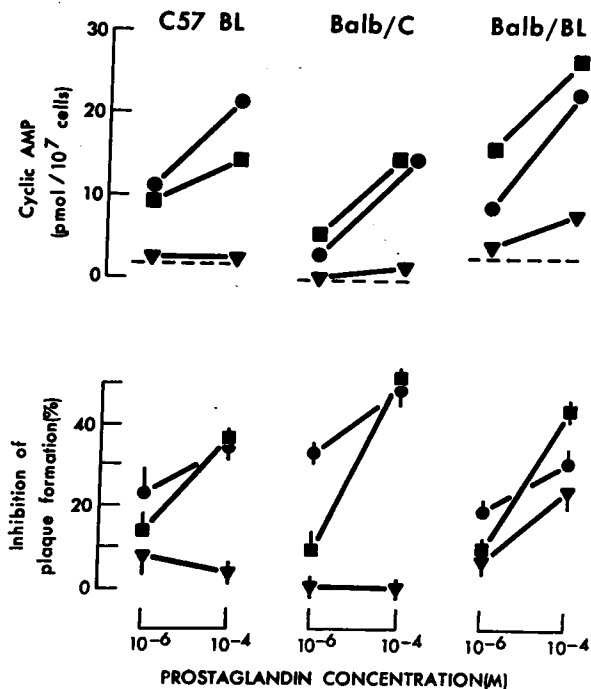 C57 BL Balb/C Balb/BL
Cyclic AMP
(pmol/10⁷ cells)
30
20
10
0
Inhibition of
plaque formation(%)
40
20
0
10⁻⁶ 10⁻⁴ 10⁻⁶ 10⁻⁴ 10⁻⁶ 10⁻⁴
PROSTAGLANDIN CONCENTRATION(M)